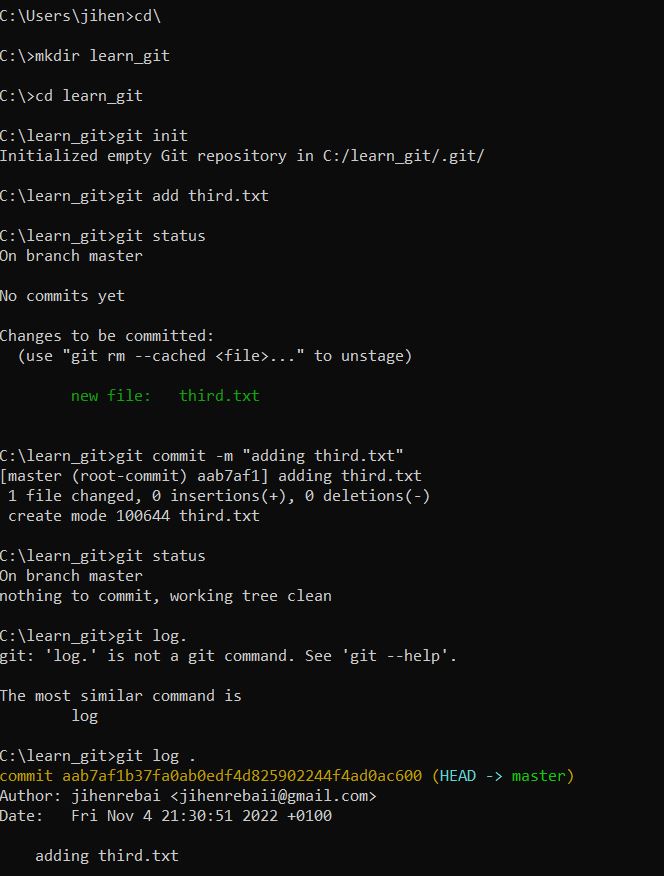 C:\Users\jihen>cd\
C:\>mkdir learn_git
C:\>cd learn_git
C:\learn_git>git init
Initialized empty Git repository in C:/learn_git/.git/
C:\learn_git>git add third.txt
C:\learn_git>git status
On branch master
No commits yet
Changes to be committed:
  (use "git rm --cached <file>..." to unstage)
        new file:   third.txt
C:\learn_git>git commit -m "adding third.txt"
[master (root-commit) aab7af1] adding third.txt
 1 file changed, 0 insertions(+), 0 deletions(-)
 create mode 100644 third.txt
C:\learn_git>git status
On branch master
nothing to commit, working tree clean
C:\learn_git>git log.
git: 'log.' is not a git command. See 'git --help'.
The most similar command is
        log
C:\learn_git>git log .
commit aab7af1b37fa0ab0edf4d825902244f4ad0ac600 (HEAD -> master)
Author: jihenrebai <jihenrebaii@gmail.com>
Date:   Fri Nov 4 21:30:51 2022 +0100
    adding third.txt